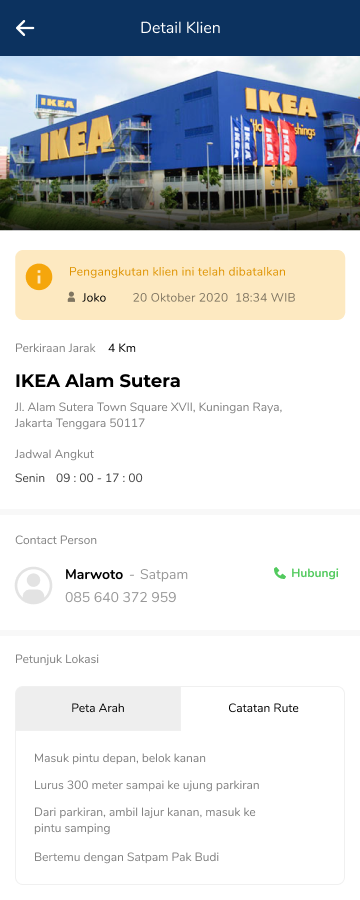 Detail Klien
IKEA
IKEA
IKEA
Pengangkutan klien ini telah dibatalkan
Joko 20 Oktober 2020 18:34 WIB
Perkiraan Jarak 4 Km
IKEA Alam Sutera
Jl. Alam Sutera Town Square XVII, Kuningan Raya,
Jakarta Tenggara 50117
Jadwal Angkut
Senin 09 : 00 - 17 : 00
Contact Person
Marwoto - Satpam
Hubungi
085 640 372 959
Petunjuk Lokasi
Peta Arah
Catatan Rute
Masuk pintu depan, belok kanan
Lurus 300 meter sampai ke ujung parkiran
Dari parkiran, ambil lajur kanan, masuk ke
pintu samping
Bertemu dengan Satpam Pak Budi